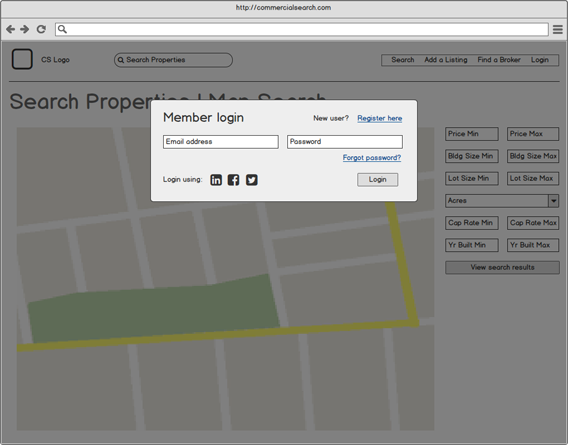 http://commercialsearch.com
CS Logo
Search Properties
Search Add a Listing Find a Broker Login
Search Properties | Map Search
Member login
New user? Register here
Email address Password
Forgot password?
Login using: Login
Price Min Price Max
Bldg Size Min Bldg Size Max
Lot Size Min Lot Size Max
Acres
Cap Rate Min Cap Rate Max
Yr Built Min Yr Built Max
View search results